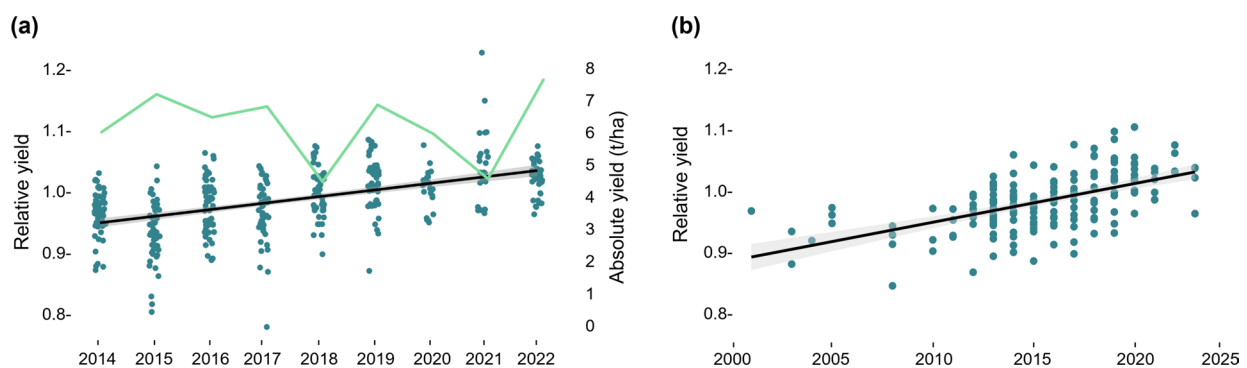 (a)
Relative yield
1.2-
1.1-
1.0-
0.9-
0.8-
2014 2015 2016 2017 2018 2019 2020 2021 2022
8
7
6
5
4
3
2
1
0
Absolute yield (t/ha)
(b)
Relative yield
1.2-
1.1-
1.0-
0.9-
0.8-
2000 2005 2010 2015 2020 2025